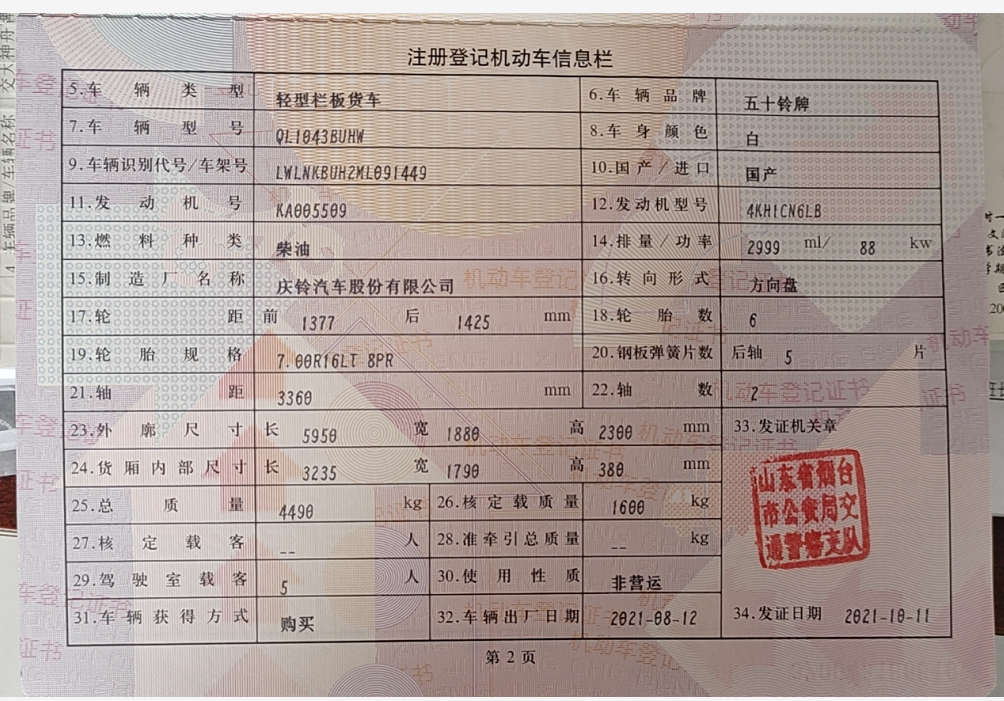 注册登记机动车信息栏
5.车辆类型 轻型栏板货车 6.车辆品牌 五十铃牌
7.车辆型号 QL1043BUHW 8.车身颜色 白
9.车辆识别代号/车架号 LWLNKBUH2ML091449 10.国产/进口 国产
11.发动机号 KA005509 12.发动机型号 4KH1CN6LB
13.燃料种类 柴油 14.排量/功率 2999 ml/ 88 kw
15.制造厂名称 庆铃汽车股份有限公司 16.转向形式 方向盘
17.轮距 前 1377 后 1425 mm 18.轮胎数 6
19.轮胎规格 7.00R16LT 8PR 20.钢板弹簧片数 后轴 5 片
21.轴距 3360 mm 22.轴数 2
23.外廓尺寸 长 5950 宽 1880 高 2300 mm 33.发证机关章
24.货厢内部尺寸 长 3235 宽 1790 高 380 mm
山东省烟台
市公安局交
通警察支队
25.总质量 4490 kg 26.核定载质量 1600 kg
27.核定载客 -- 人 28.准牵引总质量 -- kg
29.驾驶室载客 5 人 30.使用性质 非营运
31.车辆获得方式 购买 32.车辆出厂日期 2021-08-12 34.发证日期 2021-10-11
第 2 页